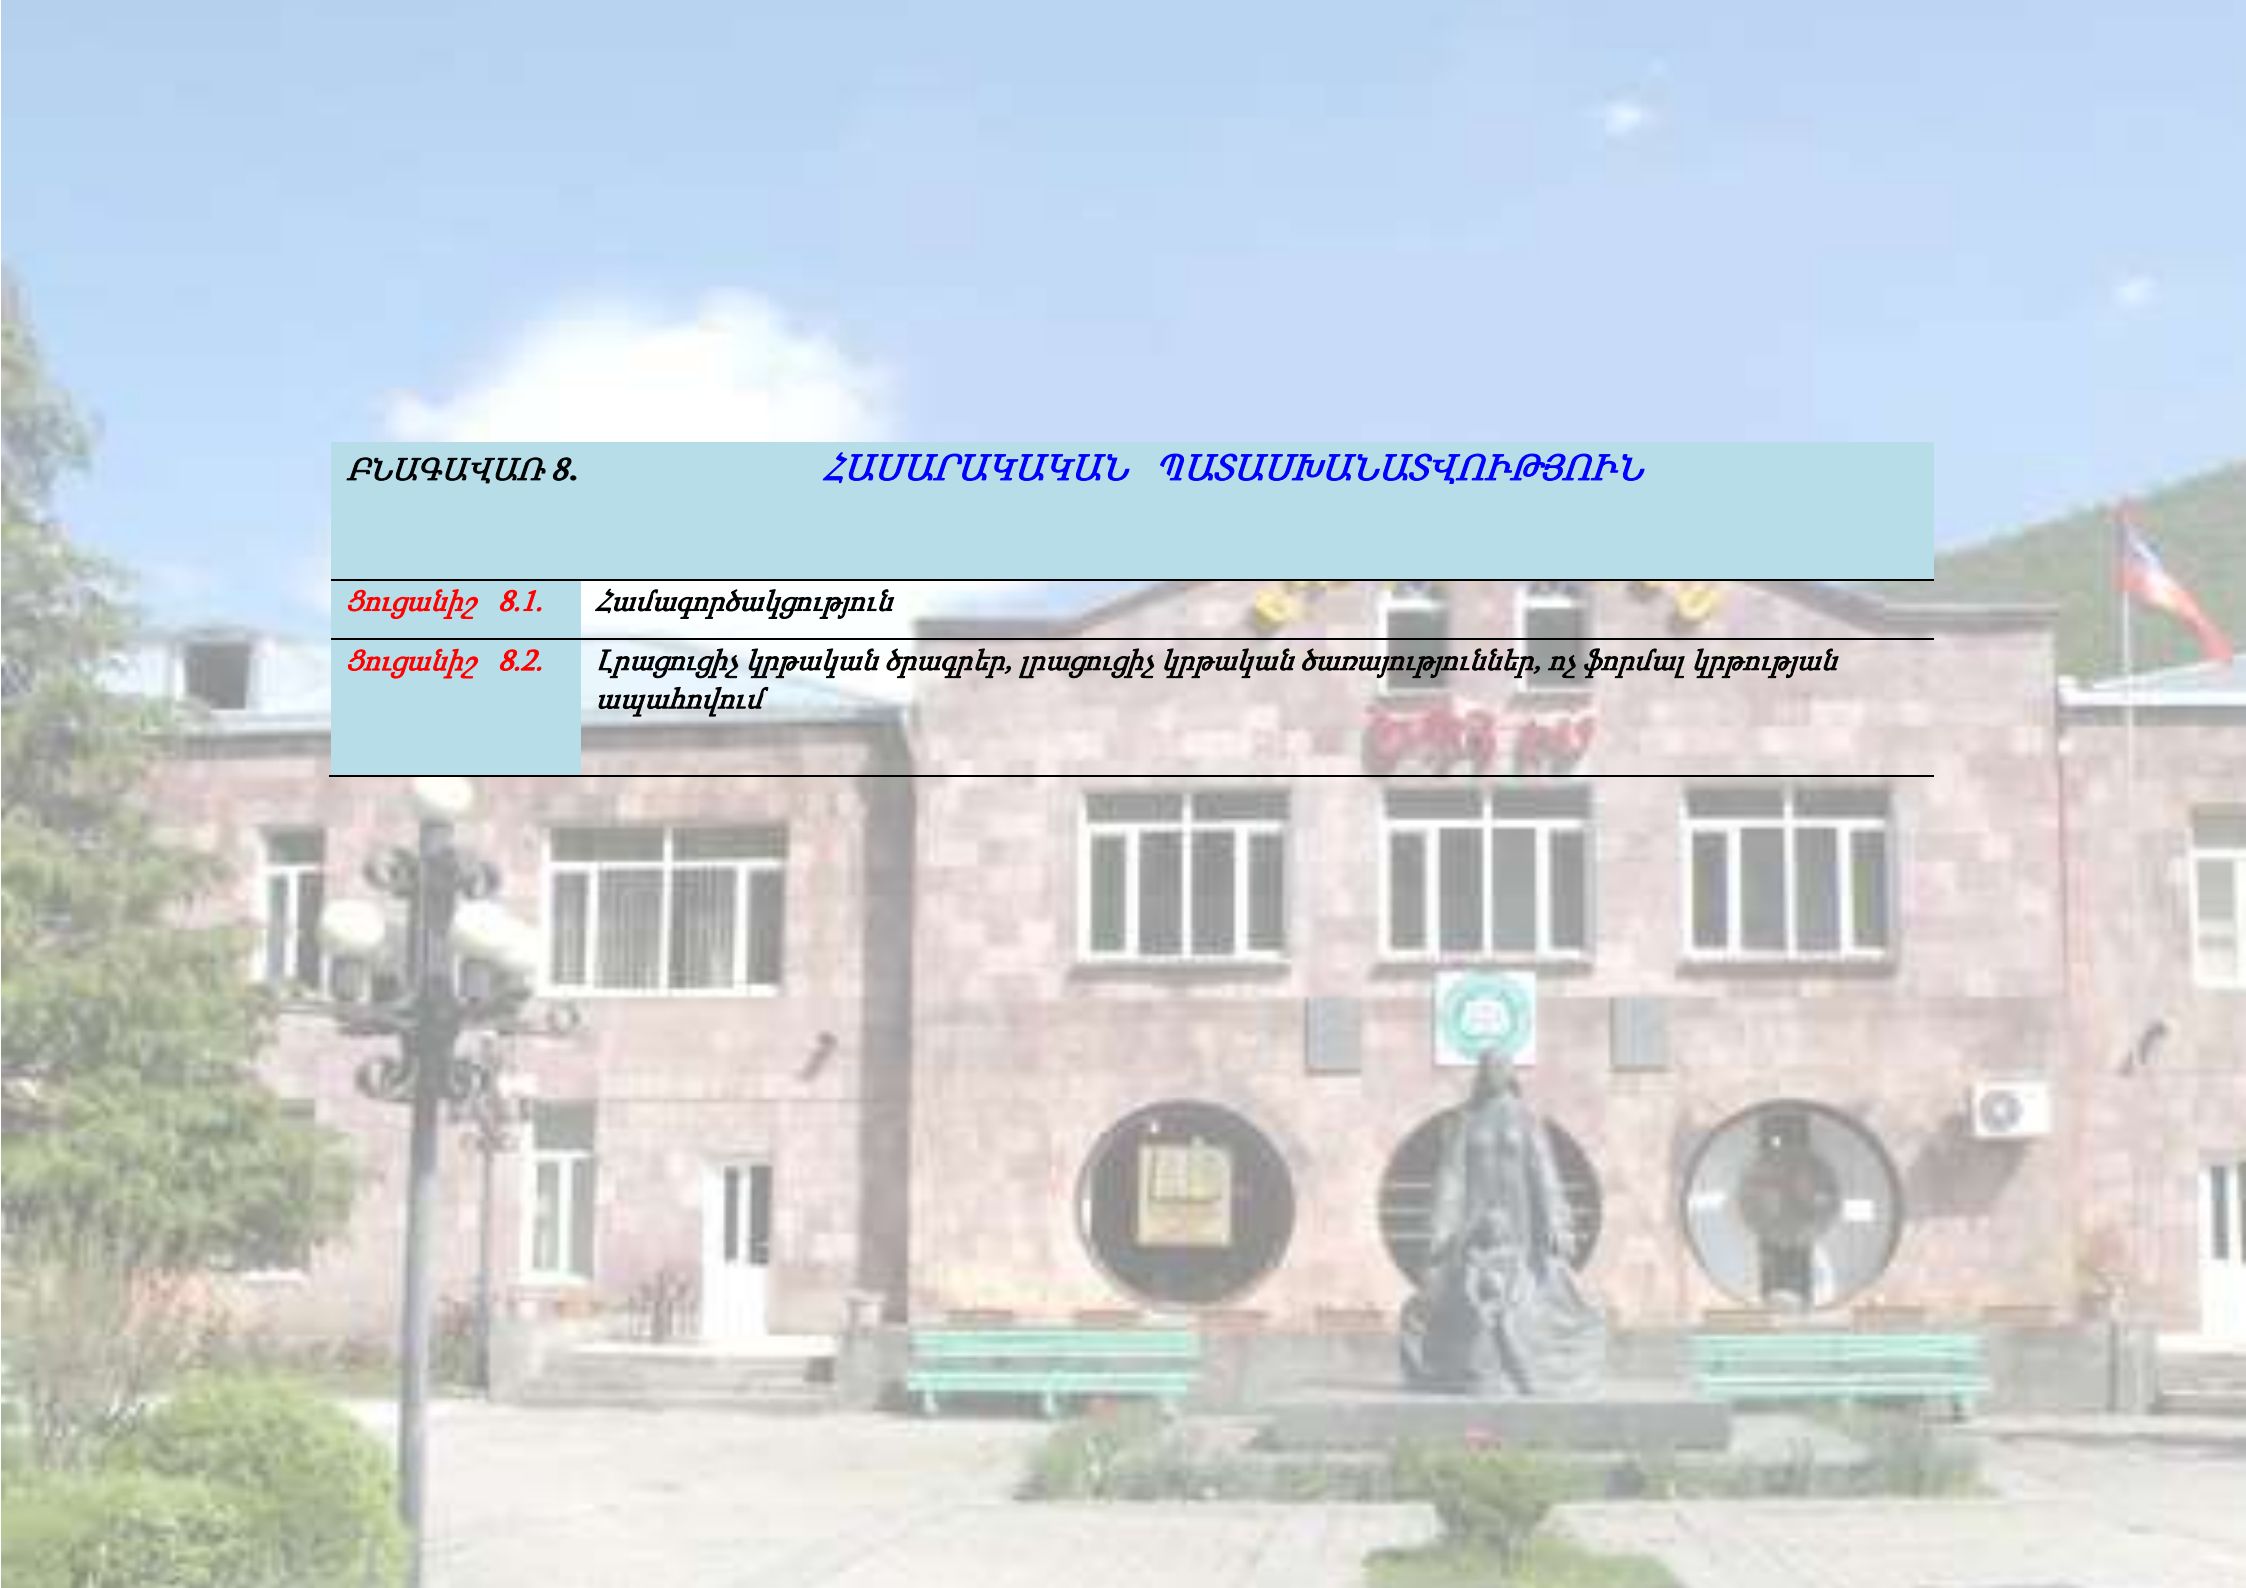 ԲՆԱԳԱՎԱՌ 8. ՀԱՍԱՐԱԿԱԿԱՆ ՊԱՏԱՍԽԱՆԱՏՎՈՒԹՅՈՒՆ
Ցուցանիշ 8.1. Համագործակցություն
Ցուցանիշ 8.2. Լրացուցիչ կրթական ծրագրեր, լրացուցիչ կրթական ծառայություններ, ոչ ֆորմալ կրթության
ապահովում